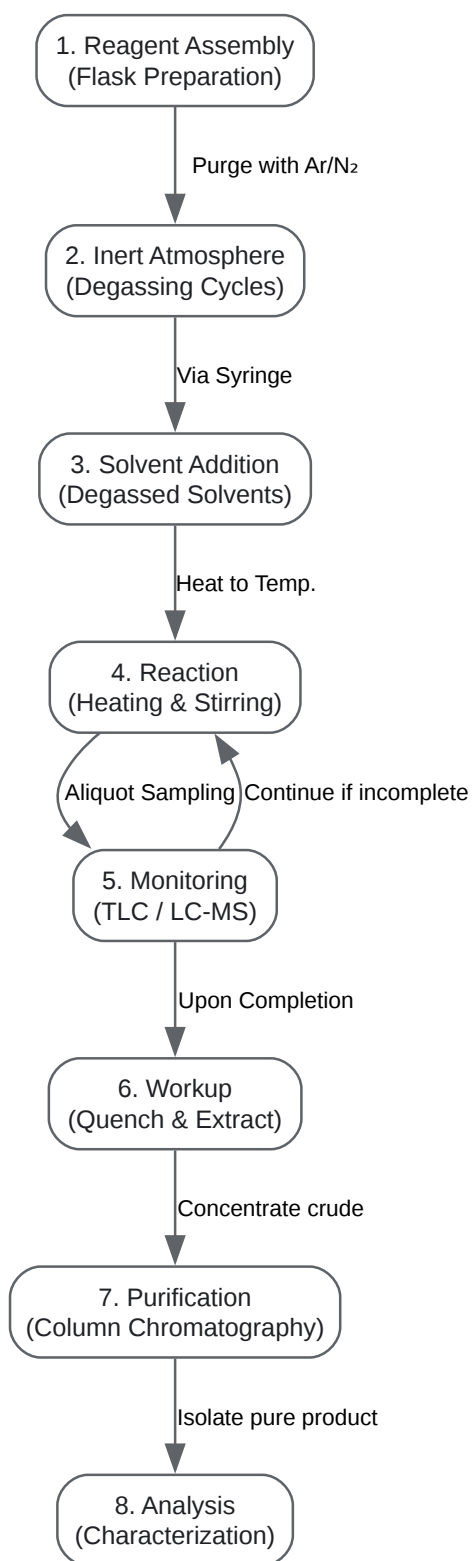 1. Reagent Assembly
(Flask Preparation)
Purge with Ar/N₂
2. Inert Atmosphere
(Degassing Cycles)
Via Syringe
3. Solvent Addition
(Degassed Solvents)
Heat to Temp.
4. Reaction
(Heating & Stirring)
Aliquot Sampling
Continue if incomplete
5. Monitoring
(TLC / LC-MS)
Upon Completion
6. Workup
(Quench & Extract)
Concentrate crude
7. Purification
(Column Chromatography)
Isolate pure product
8. Analysis
(Characterization)